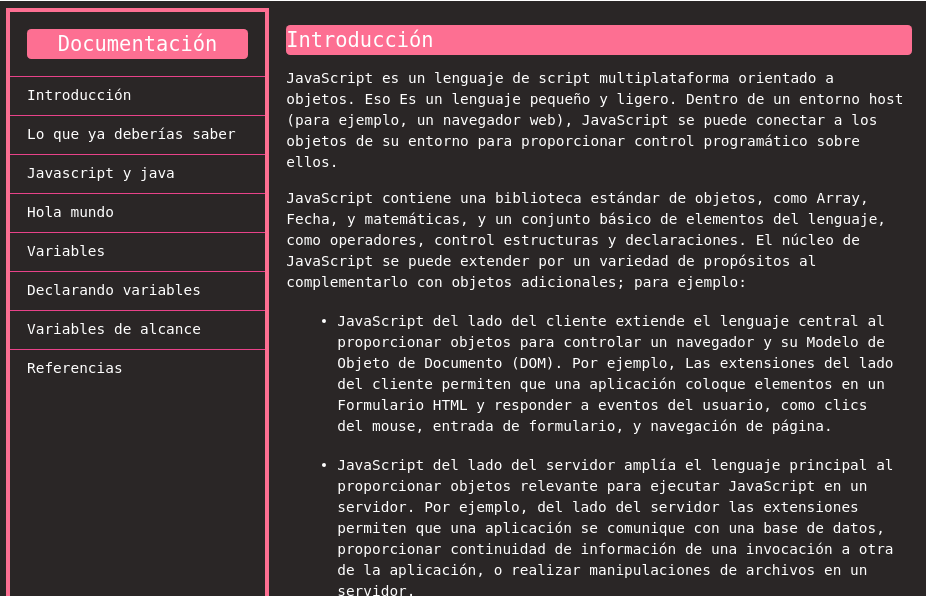 Documentación
Introducción
Lo que ya deberías saber
Javascript y java
Hola mundo
Variables
Declarando variables
Variables de alcance
Referencias
Introducción
JavaScript es un lenguaje de script multiplataforma orientado a
objetos. Eso Es un lenguaje pequeño y ligero. Dentro de un entorno host
(para ejemplo, un navegador web), JavaScript se puede conectar a los
objetos de su entorno para proporcionar control programático sobre
ellos.
JavaScript contiene una biblioteca estándar de objetos, como Array,
Fecha, y matemáticas, y un conjunto básico de elementos del lenguaje,
como operadores, control estructuras y declaraciones. El núcleo de
JavaScript se puede extender por un variedad de propósitos al
complementarlo con objetos adicionales; para ejemplo:
• JavaScript del lado del cliente extiende el lenguaje central al
proporcionar objetos para controlar un navegador y su Modelo de
Objeto de Documento (DOM). Por ejemplo, Las extensiones del lado
del cliente permiten que una aplicación coloque elementos en un
Formulario HTML y responder a eventos del usuario, como clics
del mouse, entrada de formulario, y navegación de página.
• JavaScript del lado del servidor amplía el lenguaje principal al
proporcionar objetos relevante para ejecutar JavaScript en un
servidor. Por ejemplo, del lado del servidor las extensiones
permiten que una aplicación se comunique con una base de datos,
proporcionar continuidad de información de una invocación a otra
de la aplicación, o realizar manipulaciones de archivos en un
servidor.